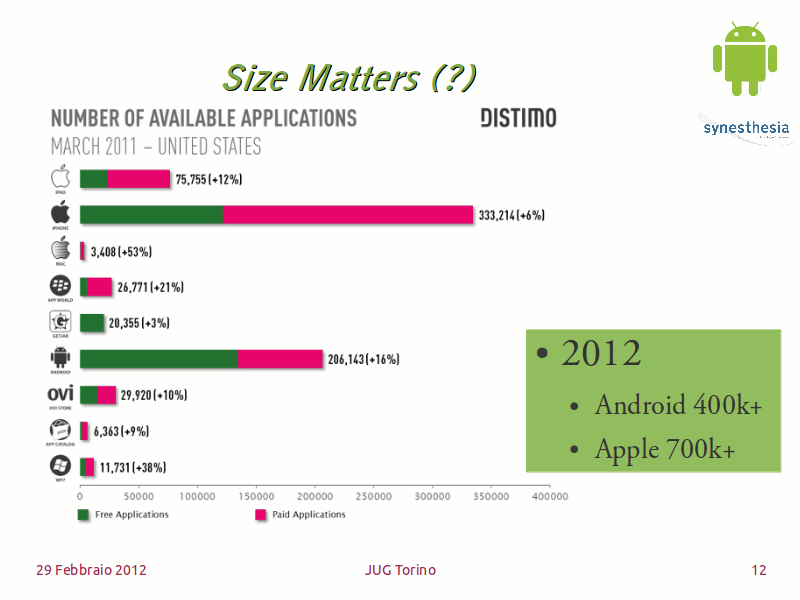 Size Matters (?)
NUMBER OF AVAILABLE APPLICATIONS
DISTIMO
MARCH 2011 – UNITED STATES
synesthesia
IPAD
75,755 (+12%)
IPHONE
333,214 (+6%)
MAC
3,408 (+53%)
APP WORLD
26,771 (+21%)
GETJAR
20,355 (+3%)
ANDROID
206,143 (+16%)
ovi
OVI STORE
29,920 (+10%)
APP CATALOG
6,363 (+9%)
WP7
11,731 (+38%)
0 50000 100000 150000 200000 250000 300000 350000 400000
Free Applications
Paid Applications
• 2012
• Android 400k+
• Apple 700k+
29 Febbraio 2012
JUG Torino
12